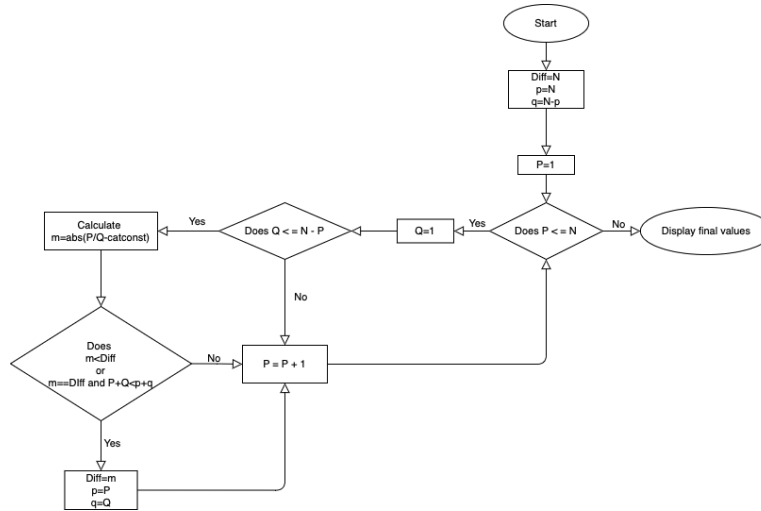 Start
Diff=N
p=N
q=N-p
P=1
Does P <= N
Yes
No
Display final values
Q=1
Does Q <= N - P
Yes
No
Calculate
m=abs(P/Q-catconst)
Does
m<Diff
or
m==DIff and P+Q<p+q
No
Yes
P = P + 1
Diff=m
p=P
q=Q